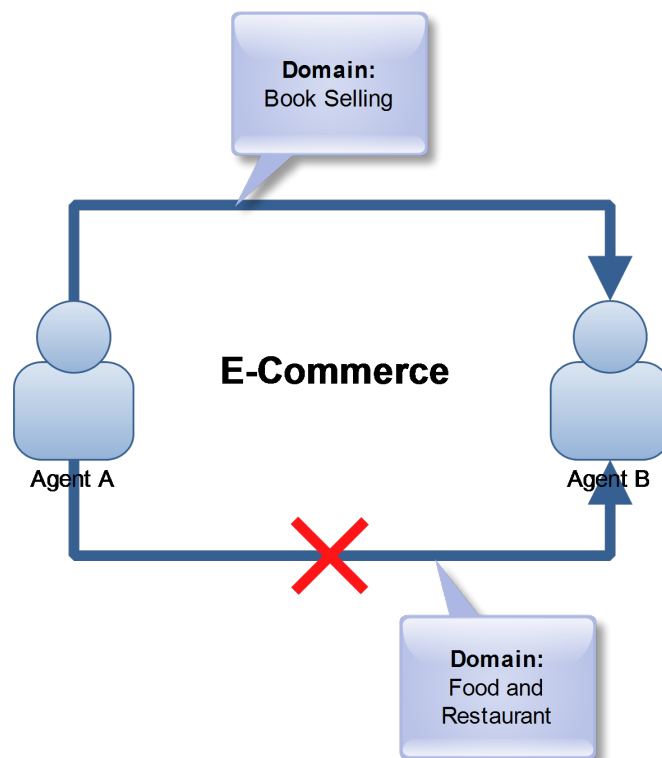 Domain:
Book Selling
E-Commerce
Agent A
Agent B
Domain:
Food and
Restaurant